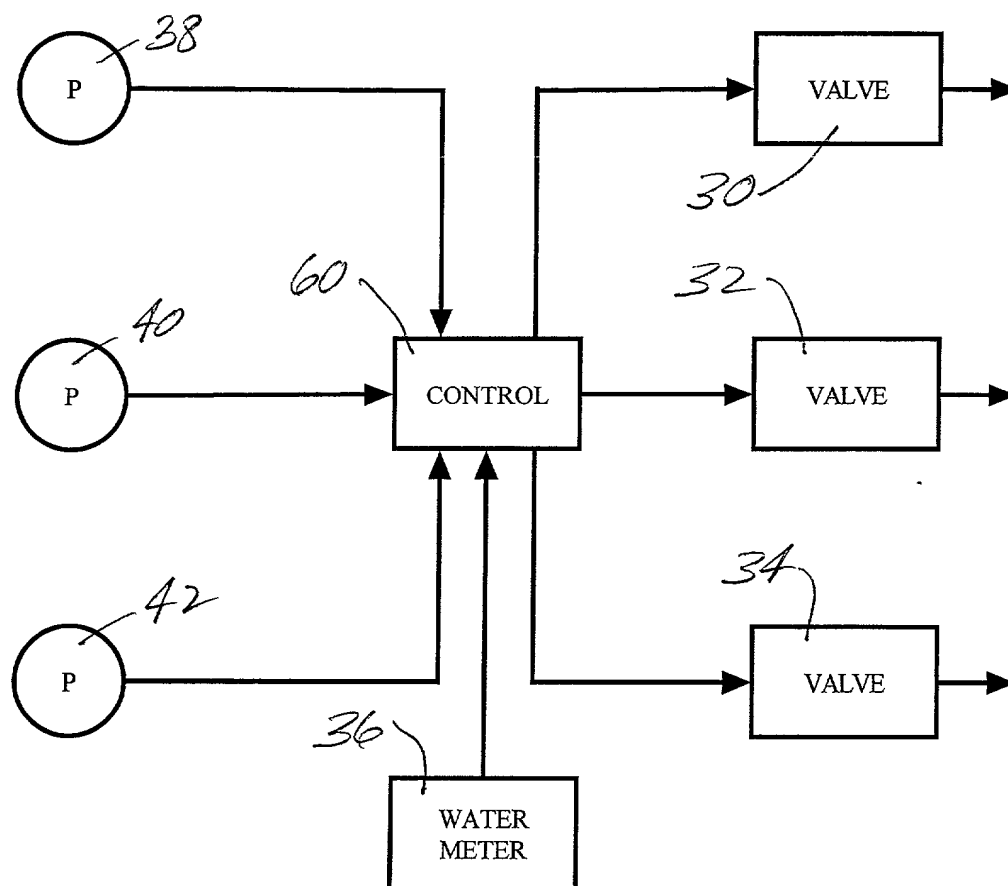 38
P
VALVE
30
60
32
40
P
CONTROL
VALVE
42
34
P
VALVE
36
WATER
METER